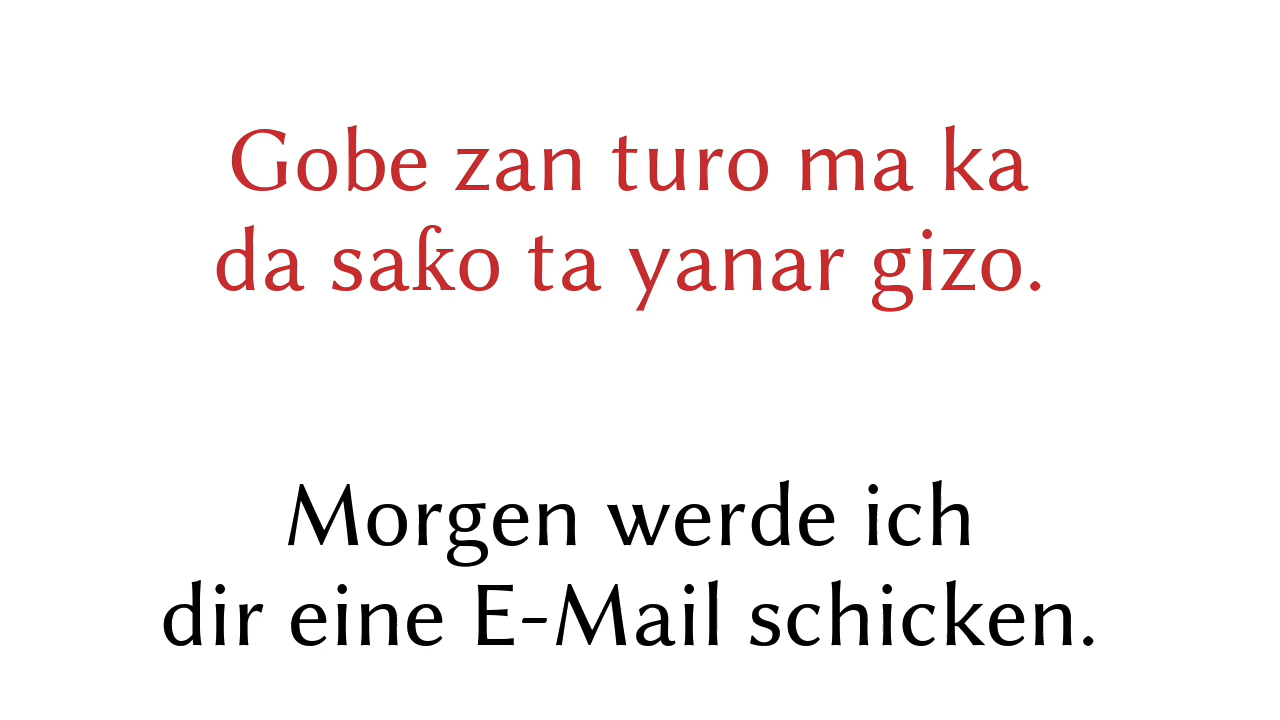 Gobe zan turo ma ka
da saƙo ta yanar gizo.
Morgen werde ich
dir eine E-Mail schicken.